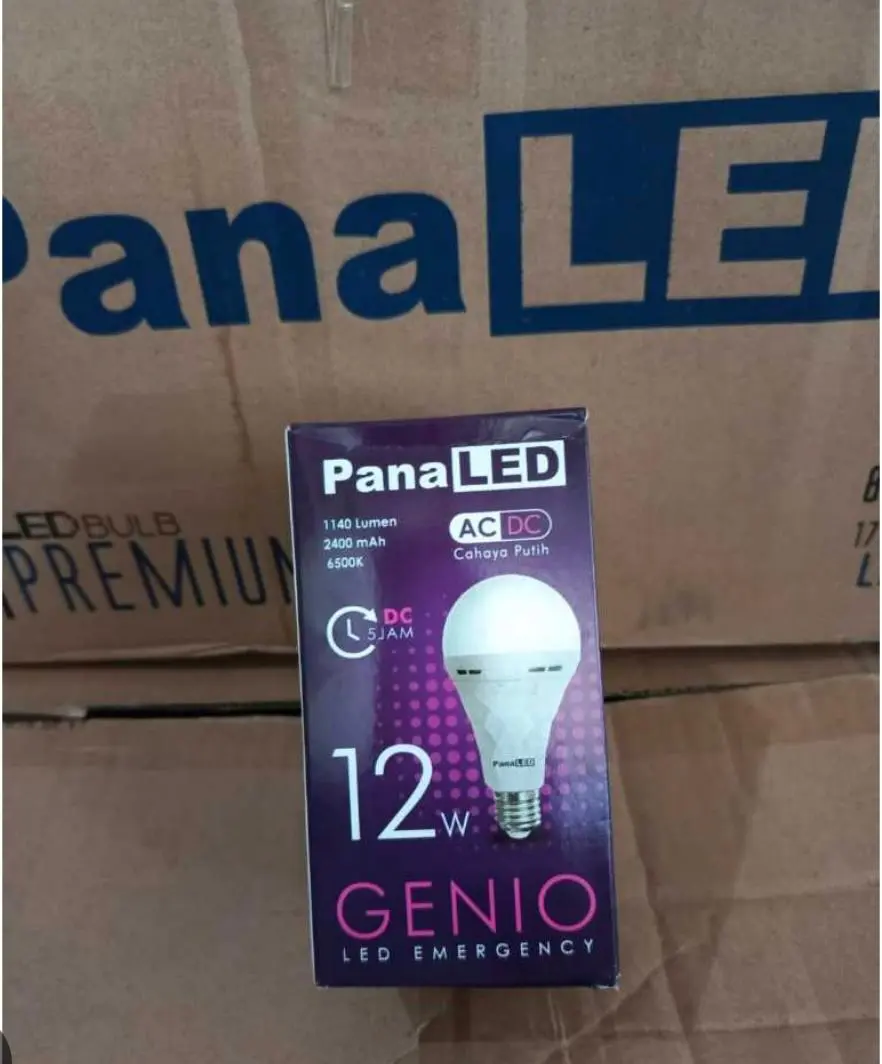 PanaLED
LEDBULB
PREMIUM
PanaLED
1140 Lumen
2400 mAh
6500K
AC DC
Cahaya Putih
DC
5JAM
PanaLED
12W
GENIO
LED EMERGENCY